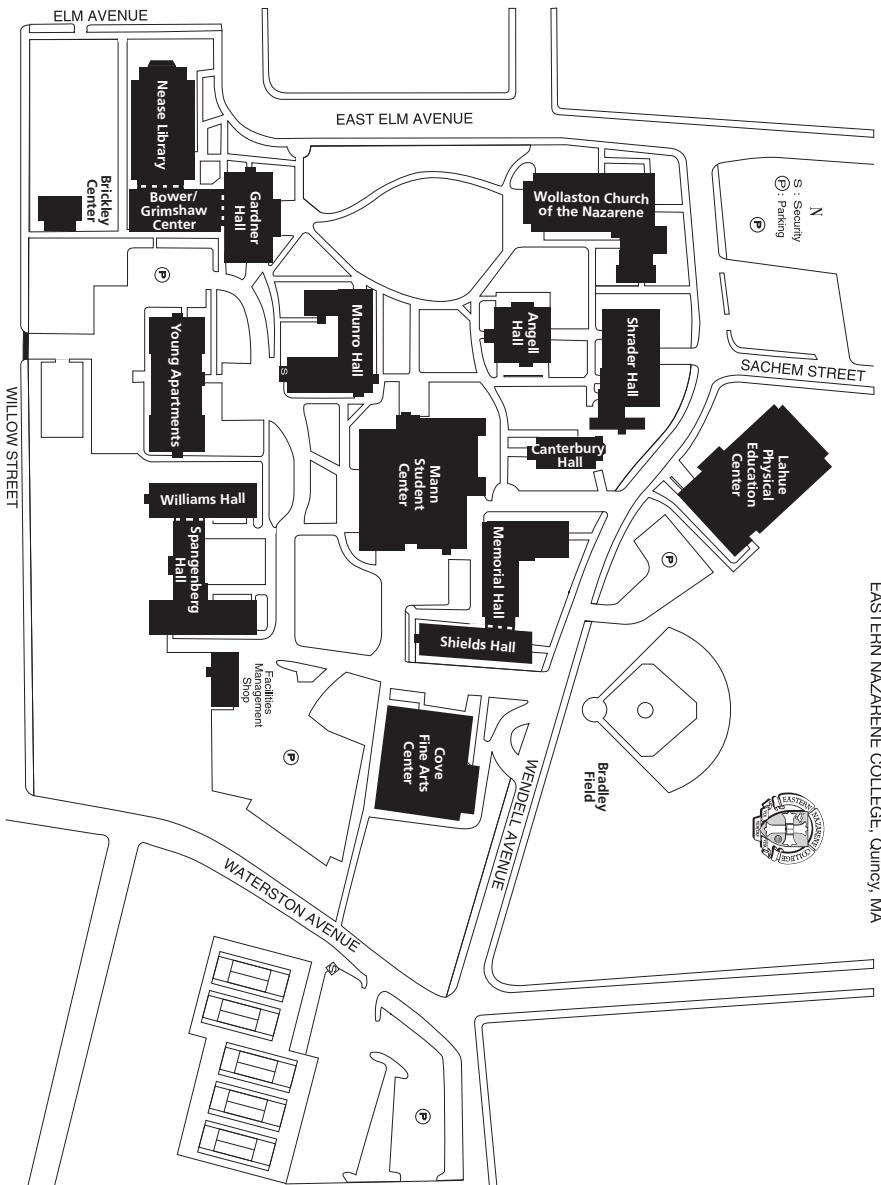 ELM AVENUE
EAST ELM AVENUE
Nease Library
Brickley
Center
Bower/
Grimshaw
Center
Gardner
Hall
Wollaston Church
of the Nazarene
N
S : Security
P : Parking
P
P
Munro Hall
S
Angell
Hall
Shrader Hall
SACHEM STREET
Young Apartments
WILLOW STREET
Mann
Student
Center
Canterbury
Hall
Lahue
Physical
Education
Center
Williams Hall
Spangenberg
Hall
Memorial Hall
Shields Hall
P
EASTERN NAZARENE COLLEGE, Quincy, MA
Facilities
Management
Shop
P
Cove
Fine Arts
Center
WENDELL AVENUE
Bradley
Field
EASTERN NAZARENE COLLEGE
WATERSTON AVENUE
S
P